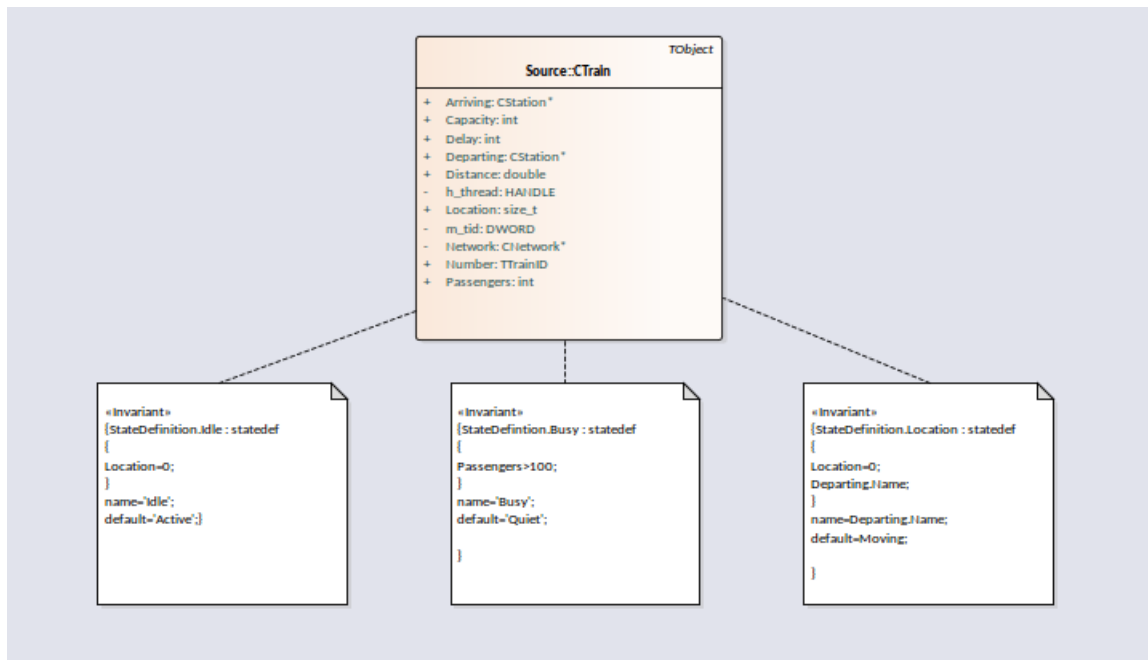 TObject
Source::CTrain
+ Arriving: CStation*
+ Capacity: int
+ Delay: int
+ Departing: CStation*
+ Distance: double
- h_thread: HANDLE
+ Location: size_t
- m_tid: DWORD
- Network: CNetwork*
+ Number: TTrainID
+ Passengers: int
«Invariant»
{StateDefinition.Idle : statedef
{
Location=0;
}
name='Idle';
default='Active';}
«Invariant»
{StateDefintion.Busy : statedef
{
Passengers>100;
}
name='Busy';
default='Quiet';
}
«Invariant»
{StateDefinition.Location : statedef
{
Location=0;
Departing.Name;
}
name=Departing.Name;
default=Moving;
}